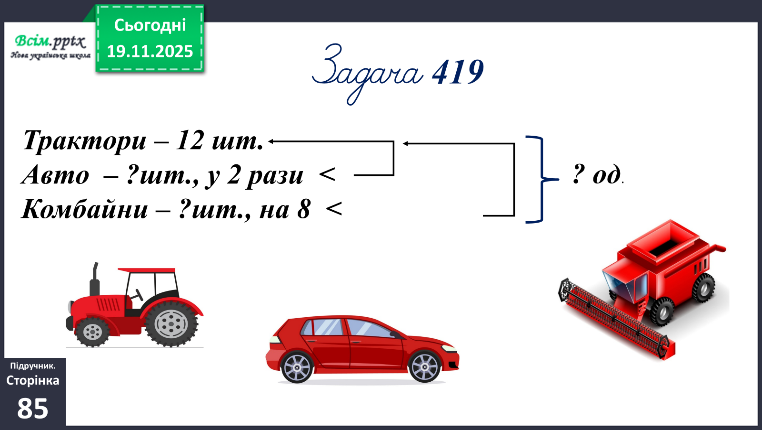 Всім.pptx
Нова українська школа
Сьогодні
19.11.2025
Задача 419
Трактори – 12 шт.
Авто – ?шт., у 2 рази <
Комбайни – ?шт., на 8 <
? од.
Підручник.
Сторінка
85